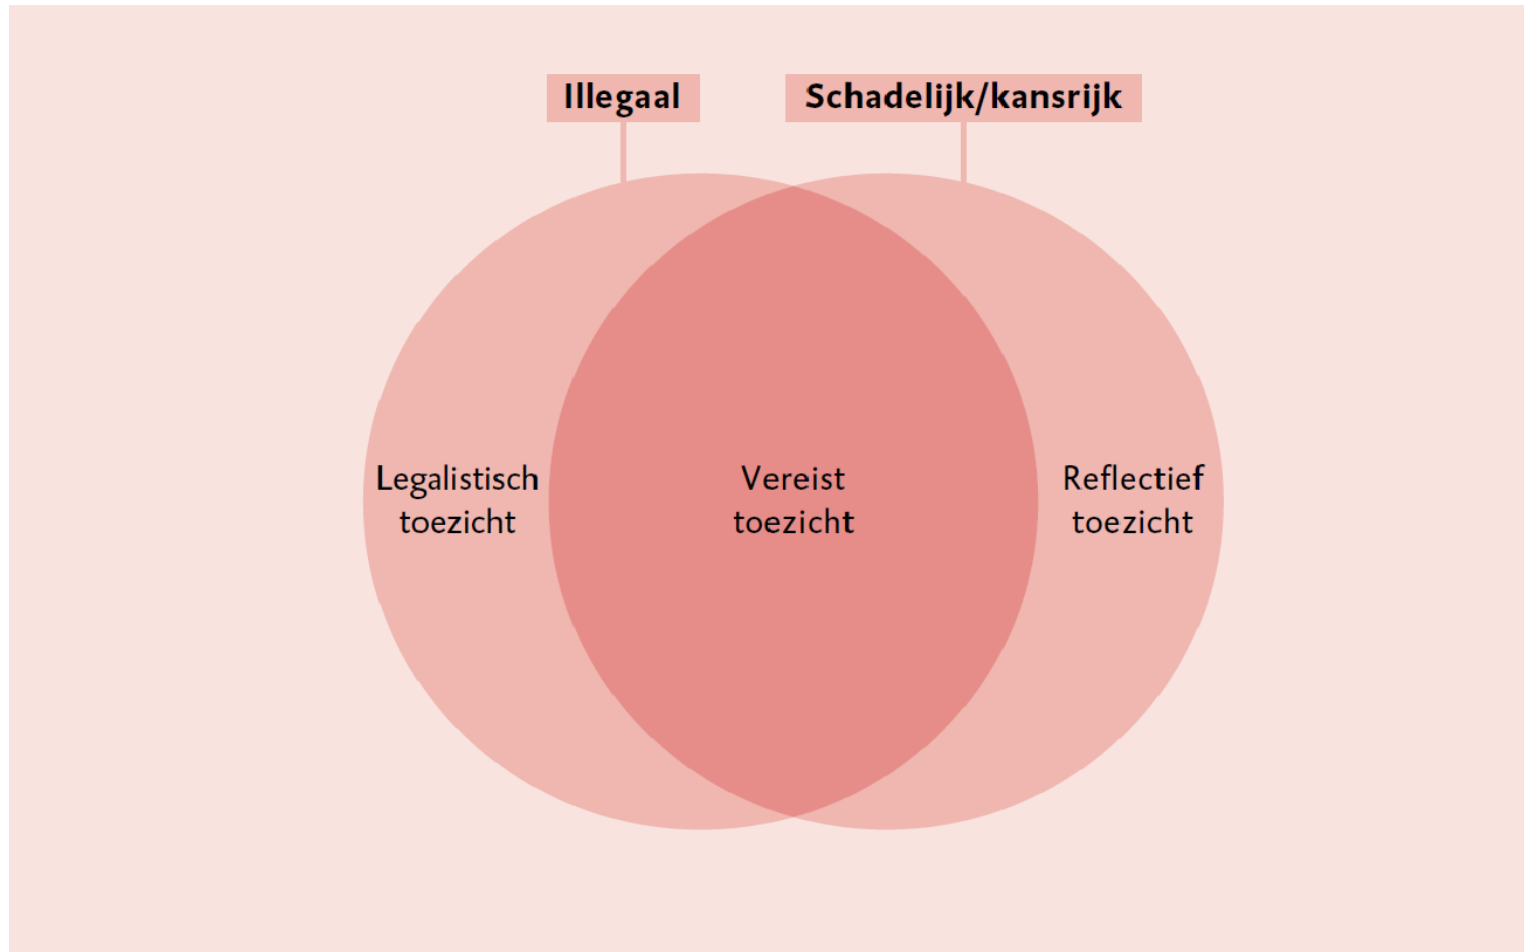 Illegaal
Schadelijk/kansrijk
Legalistisch
toezicht
Vereist
toezicht
Reflectief
toezicht